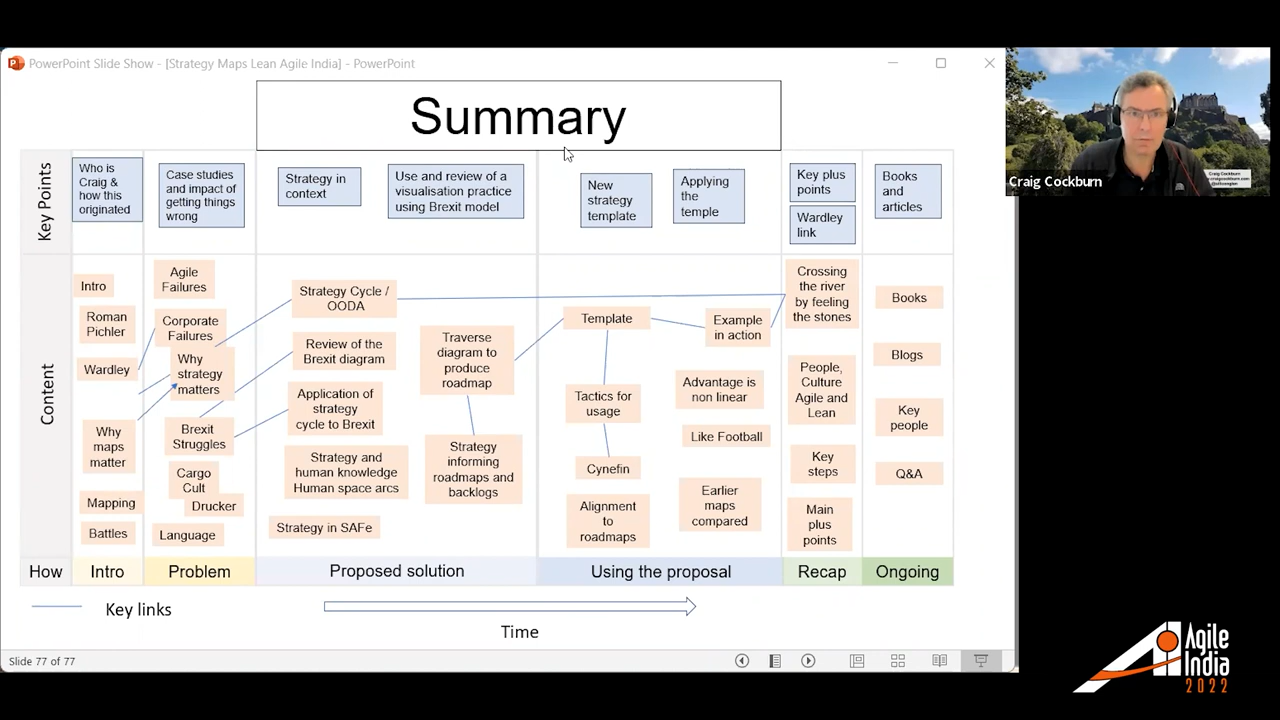 PowerPoint Slide Show - [Strategy Maps Lean Agile India] - PowerPoint
Summary
Key Points
Who is
Craig &
how this
originated
Case studies
and impact of
getting things
wrong
Strategy in
context
Use and review of a
visualisation practice
using Brexit model
New
strategy
template
Applying
the
temple
Key plus
points
Wardley
link
Books
and
articles
Content
Intro
Roman
Pichler
Wardley
Why
maps
matter
Mapping
Battles
Agile
Failures
Corporate
Failures
Why
strategy
matters
Brexit
Struggles
Cargo
Cult
Drucker
Language
Strategy Cycle /
OODA
Review of the
Brexit diagram
Application of
strategy
cycle to Brexit
Strategy and
human knowledge
Human space arcs
Strategy in SAFe
Traverse
diagram to
produce
roadmap
Strategy
informing
roadmaps and
backlogs
Template
Tactics for
usage
Cynefin
Alignment
to
roadmaps
Example
in action
Advantage is
non linear
Like Football
Earlier
maps
compared
Crossing
the river
by feeling
the stones
People,
Culture
Agile and
Lean
Key
steps
Main
plus
points
Books
Blogs
Key
people
Q&A
How
Intro
Problem
Proposed solution
Using the proposal
Recap
Ongoing
Key links
Time
Slide 77 of 77
Craig Cockburn
Craig Cockburn
Agile
India
2022